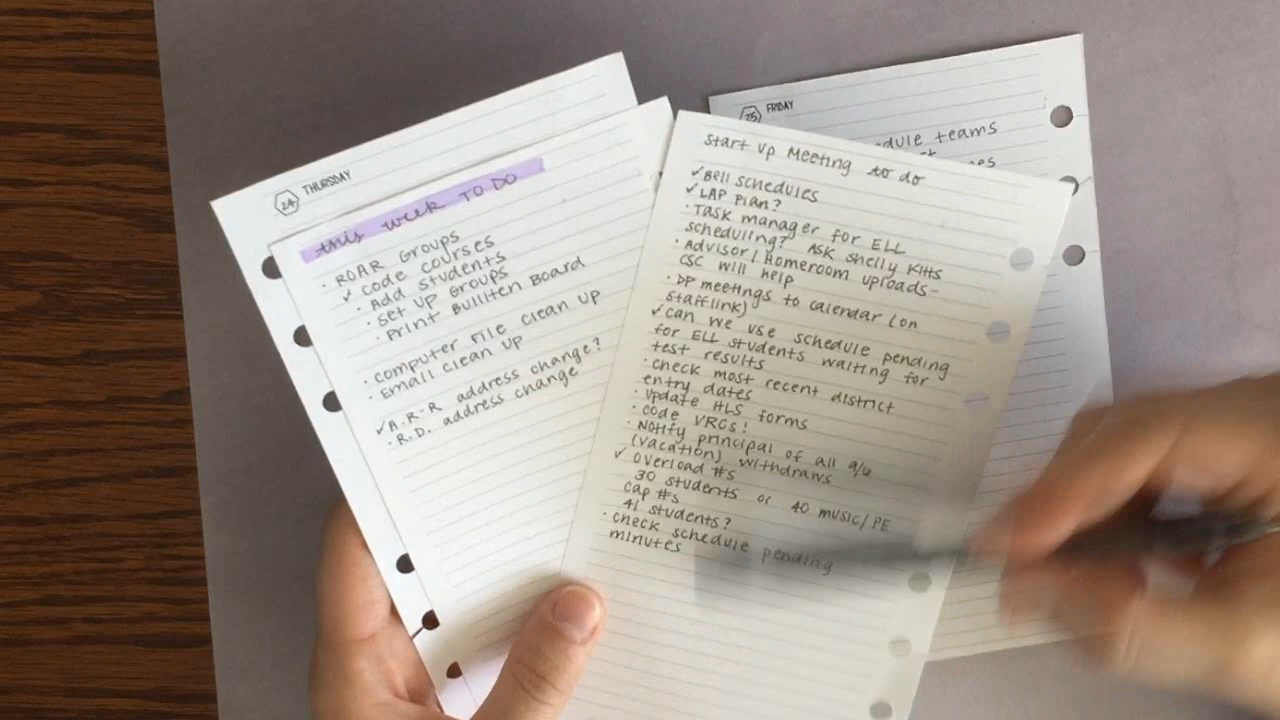 24 THURSDAY
this week TO DO
· ROAR Groups
✓ code courses
· Add students
· set up Groups
· print Bulliten Board
· computer File clean up
· Email clean up
✓ A.R.R address change?
· R.D. address change
25 FRIDAY
dule teams
Start Up Meeting to do
✓ Bell schedules
✓ LAP Plan?
· Task manager for ELL
scheduling? Ask Shelly Kitts
· Advisor/Homeroom uploads-
CSC will help
· DP meetings to calendar (on
stafflink)
✓ can we use schedule pending
for ELL students waiting for
test results
· check most recent district
entry dates
· update HLS forms
· code VRCs!
· Notify principal of all 9/6
(vacation) withdraws
✓ overload #s
30 students or 40 music/PE
cap #s
41 students?
· check schedule pending
minutes